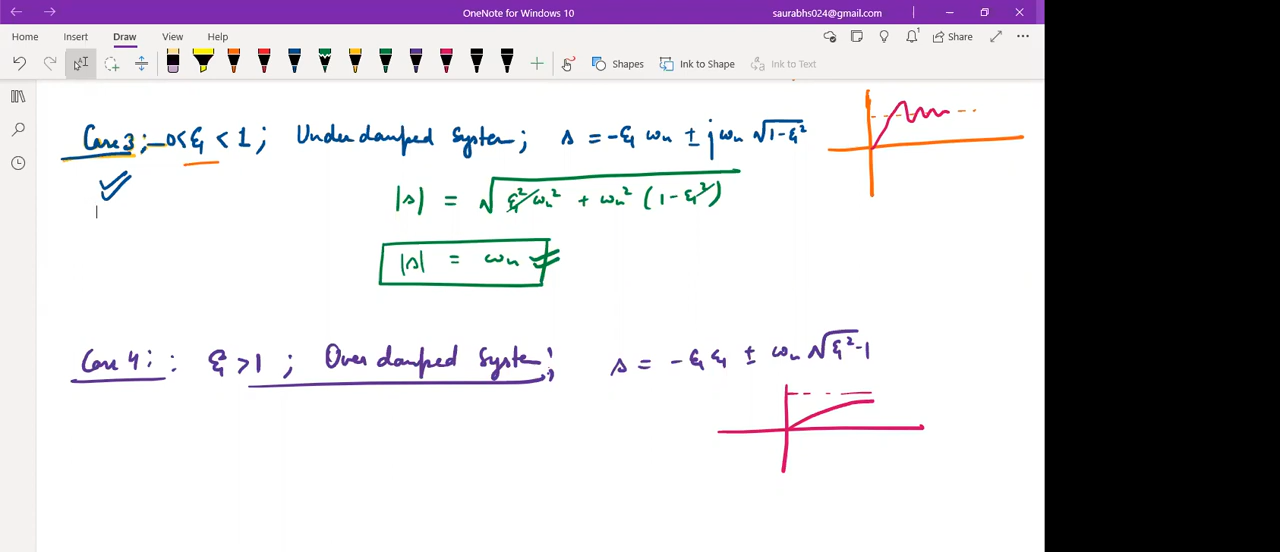 OneNote for Windows 10
saurabhs024@gmail.com
Home Insert Draw View Help
Share
Shapes Ink to Shape Ink to Text
Case 3; 0<ξ<1; Underdamped System; s = -ξ ωn ± jωn √1-ξ²
|s| = √ξ²ωn² + ωn² (1-ξ²)
|s| = ωn
Case 4: : ξ>1; Overdamped System; s = -ξ ξ ± ωn √ξ²-1